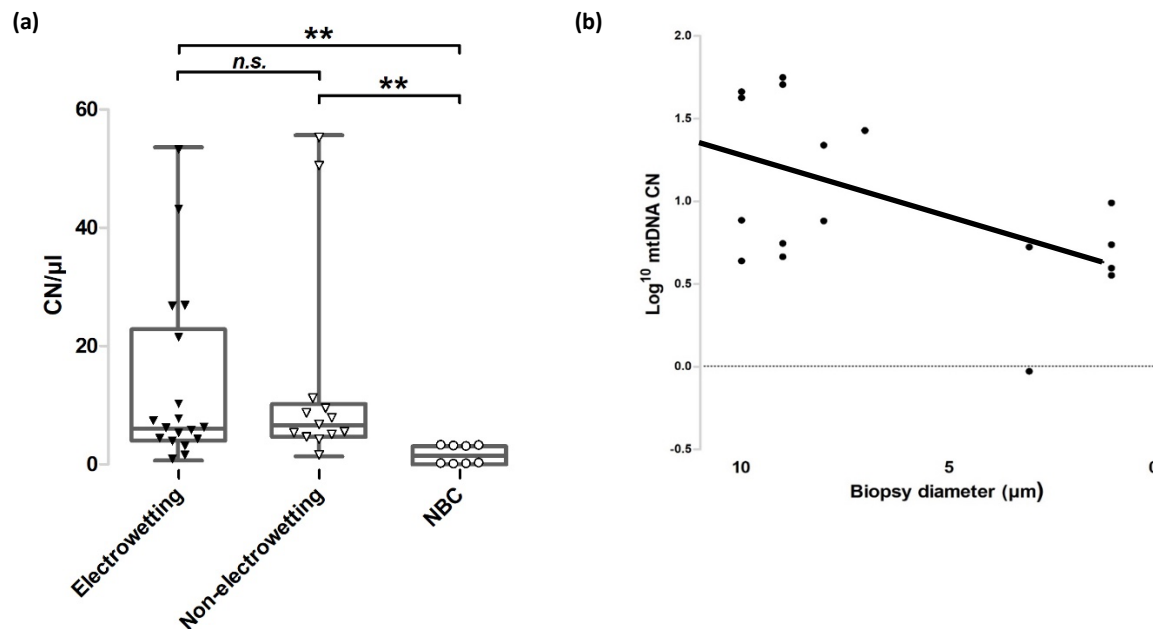 (a)
**
n.s.
**
60
40
20
0
CN/µl
Electrowetting
Non-electrowetting
NBC
(b)
2.0
1.5
1.0
0.5
0.0
-0.5
Log10 mtDNA CN
10
5
0
Biopsy diameter (µm)